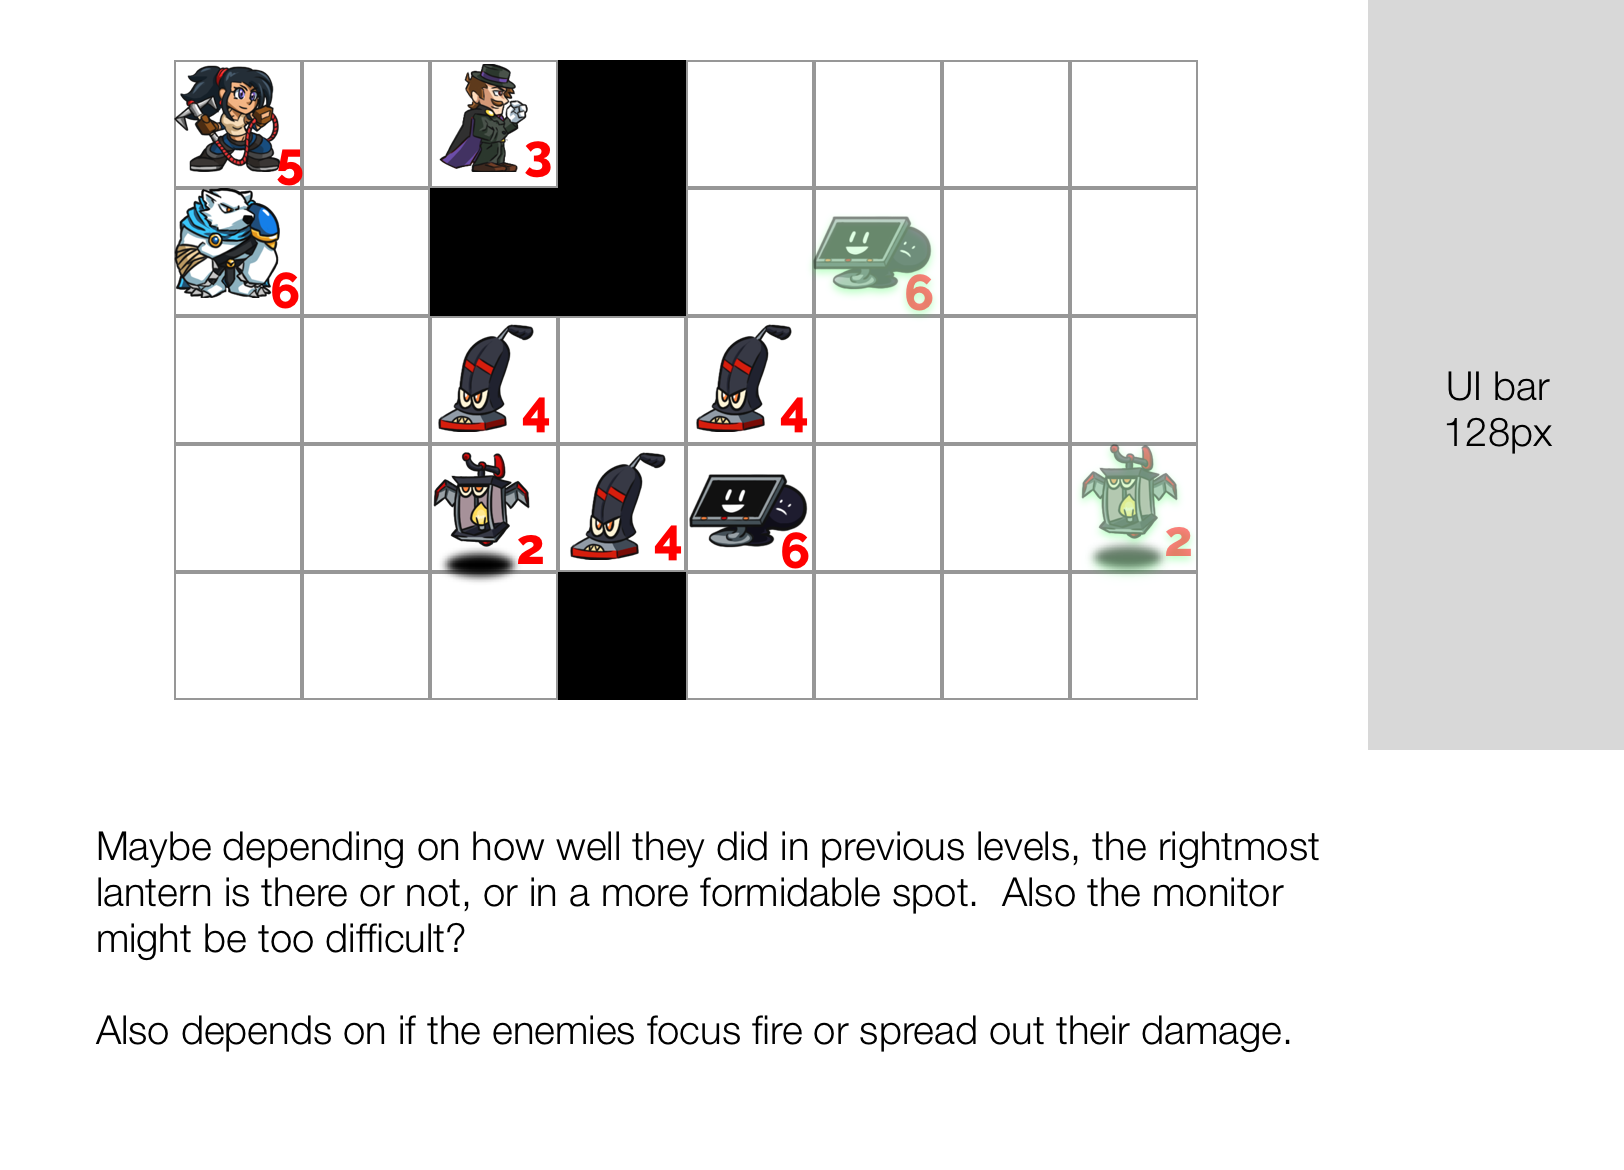 5
3
6
6
4
4
2
4
6
2
UI bar
128px
Maybe depending on how well they did in previous levels, the rightmost
lantern is there or not, or in a more formidable spot.  Also the monitor
might be too difficult?
Also depends on if the enemies focus fire or spread out their damage.